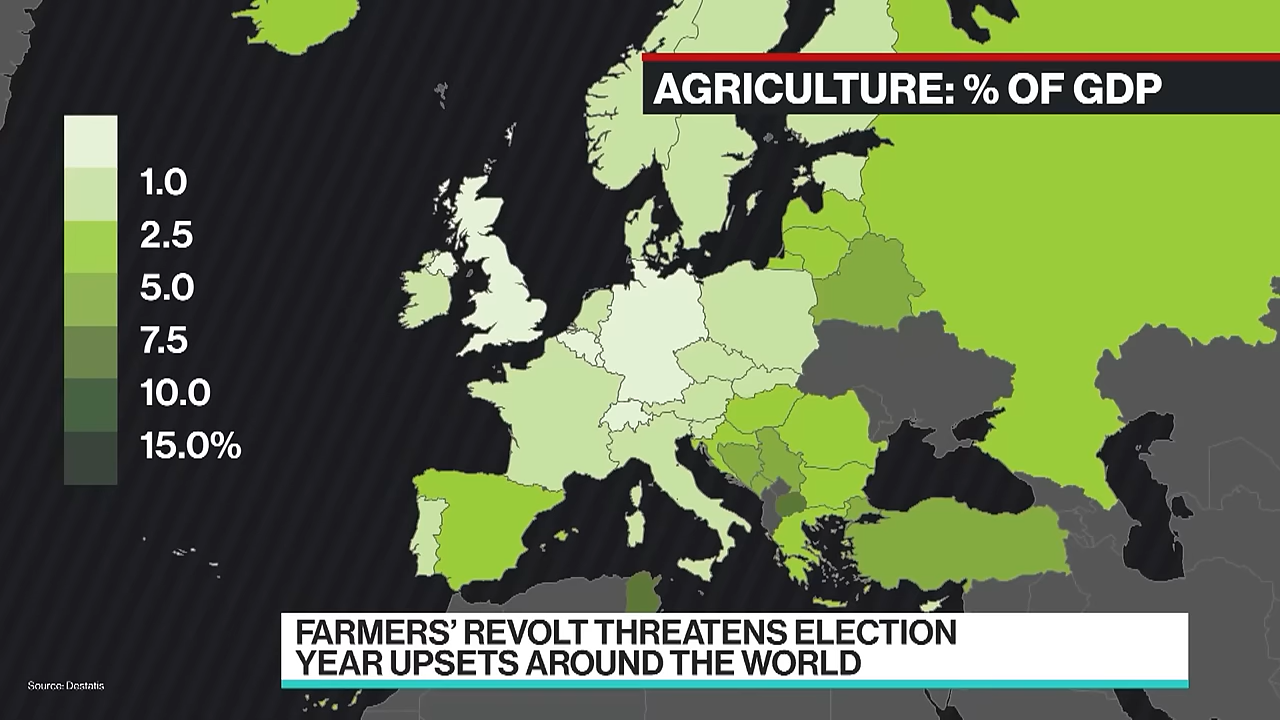 AGRICULTURE: % OF GDP
1.0
2.5
5.0
7.5
10.0
15.0%
FARMERS' REVOLT THREATENS ELECTION
YEAR UPSETS AROUND THE WORLD
Source: Destatis